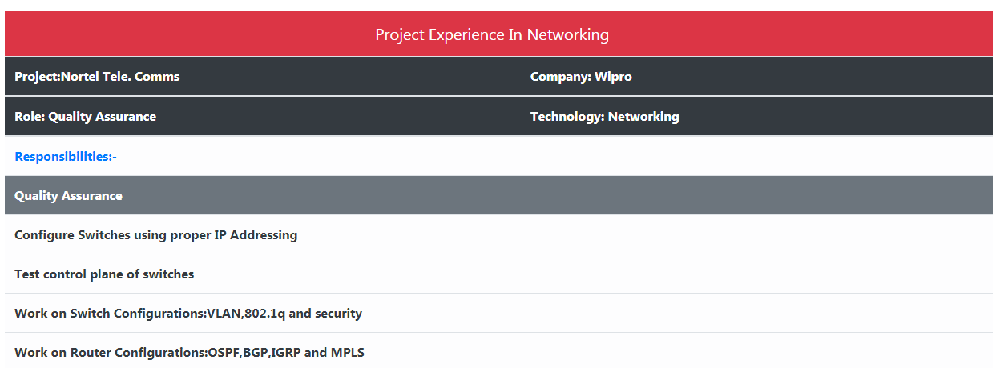 Project Experience In Networking
Project:Nortel Tele. Comms Company: Wipro
Role: Quality Assurance Technology: Networking
Responsibilities:-
Quality Assurance
Configure Switches using proper IP Addressing
Test control plane of switches
Work on Switch Configurations:VLAN,802.1q and security
Work on Router Configurations:OSPF,BGP,IGRP and MPLS